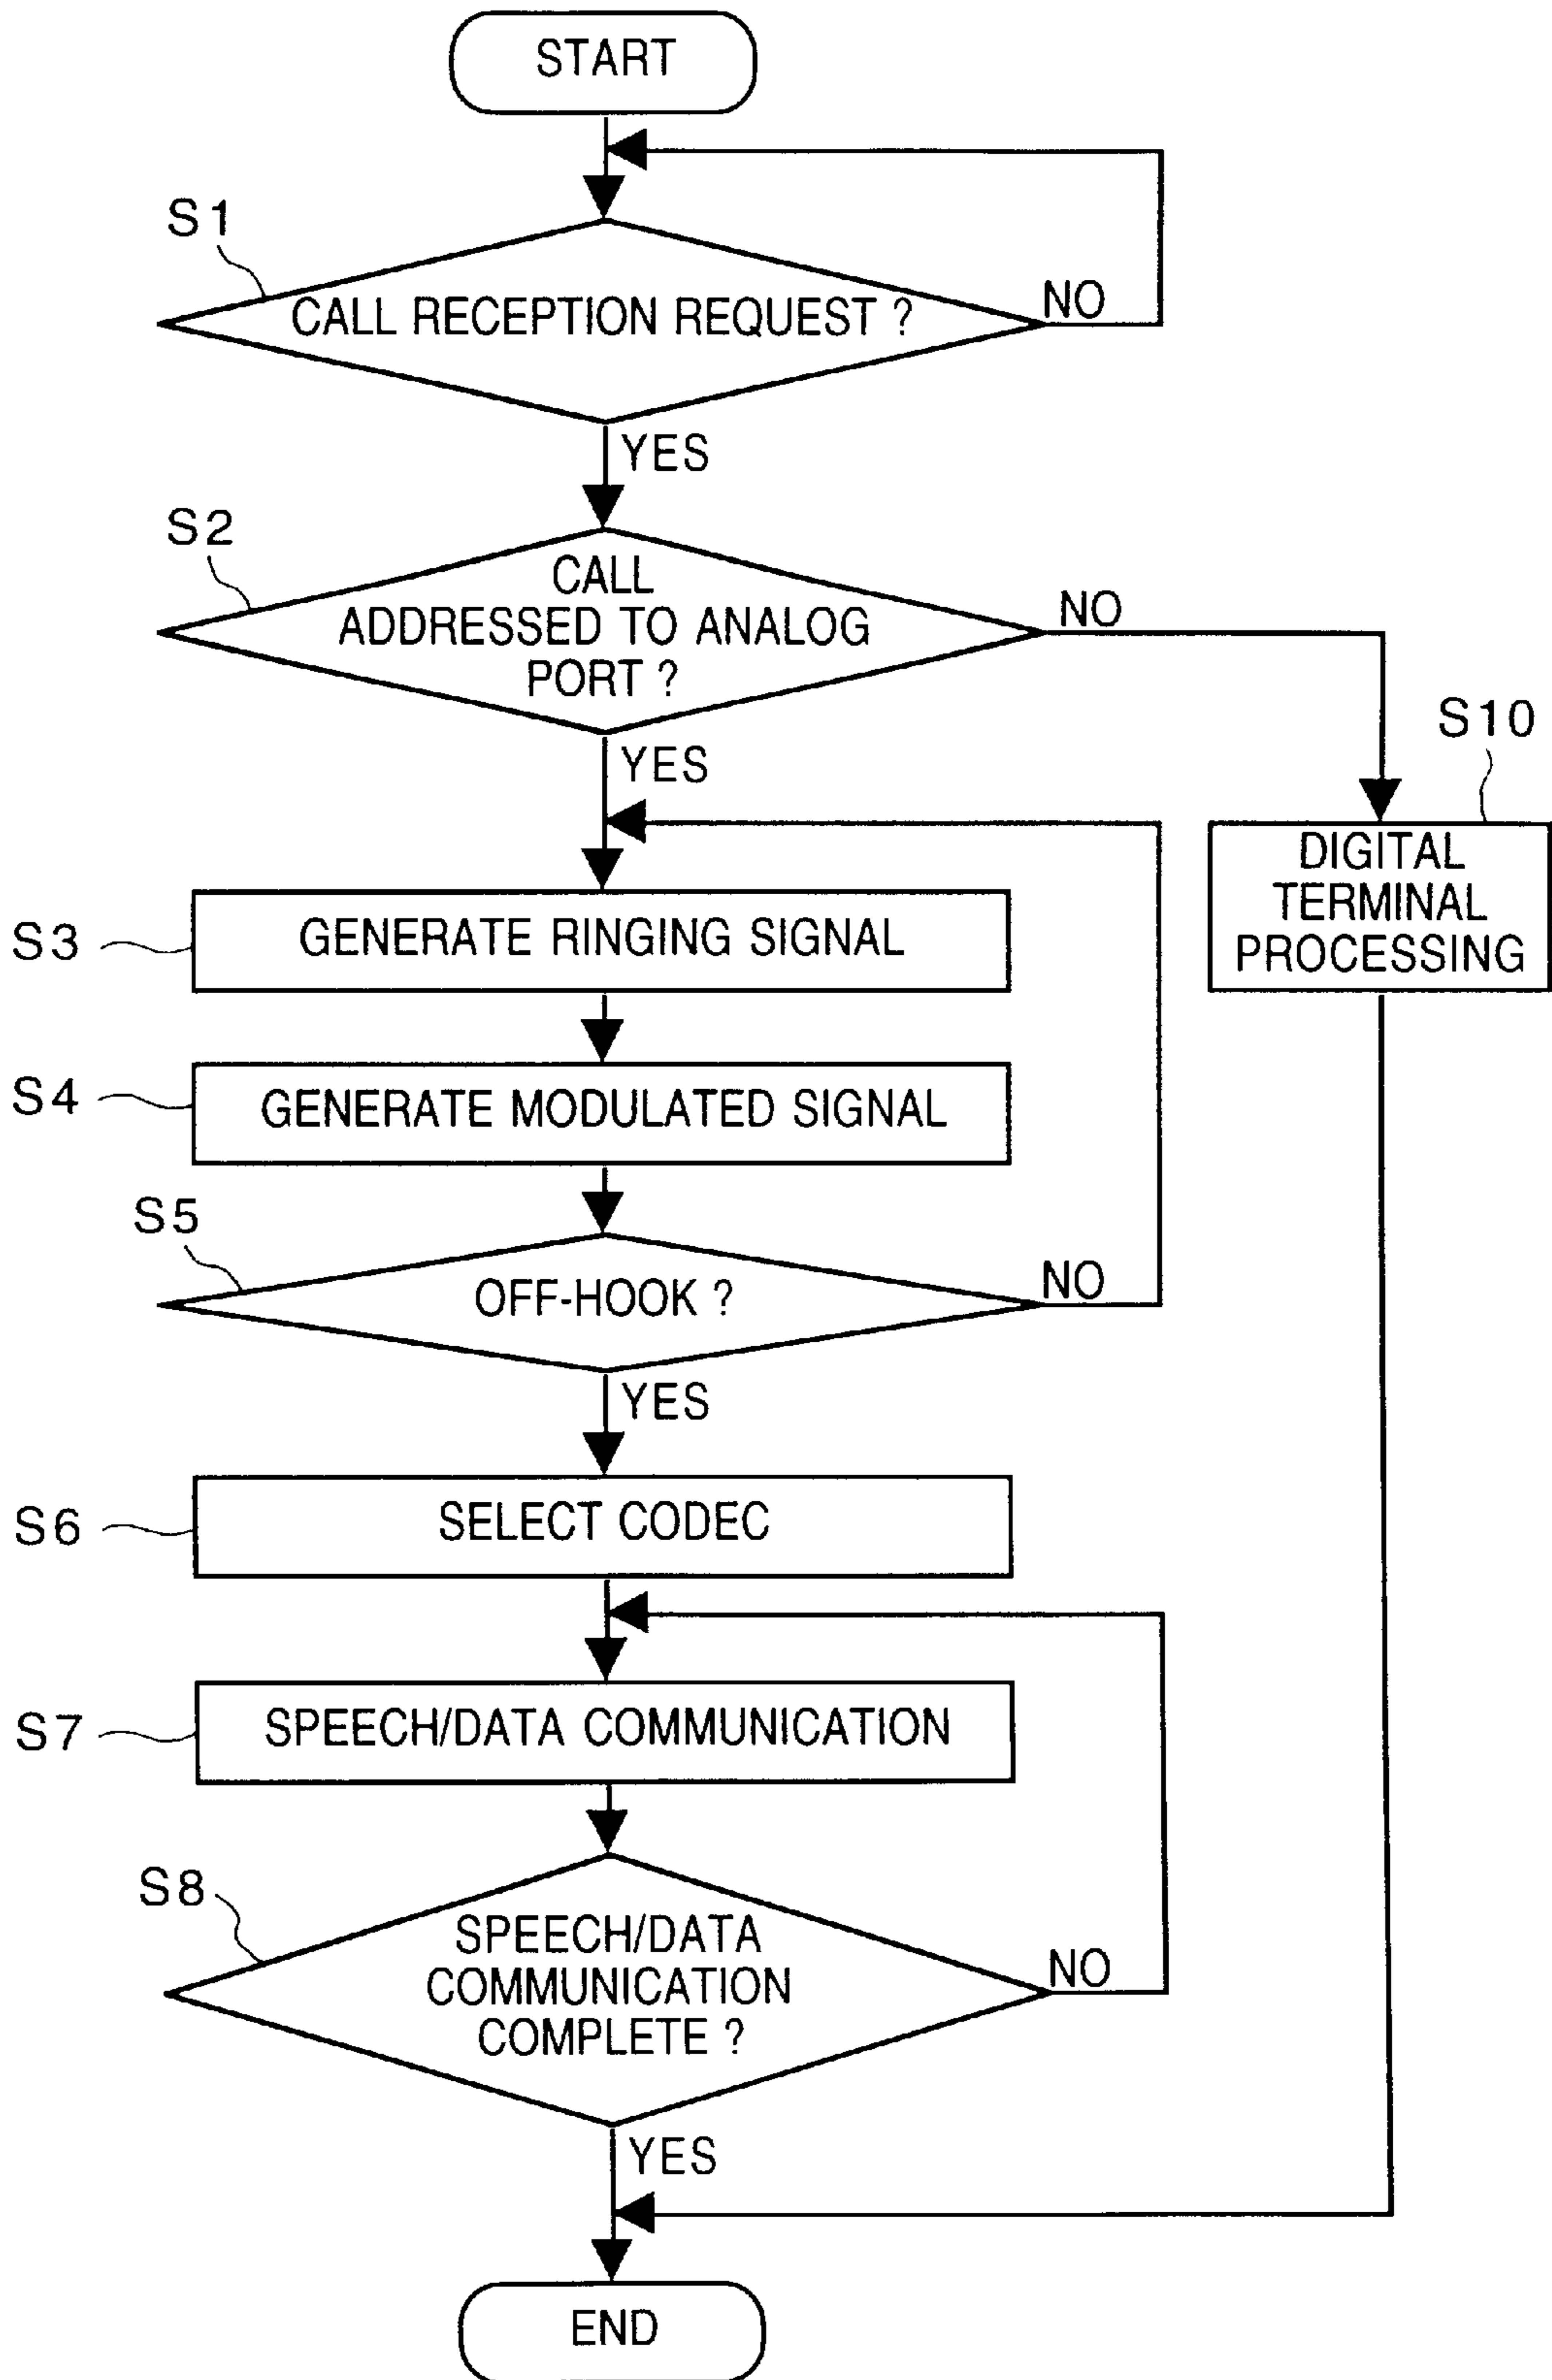 START
S1
CALL RECEPTION REQUEST ?
NO
YES
S2
CALL
ADDRESSED TO ANALOG
PORT ?
NO
YES
S10
DIGITAL
TERMINAL
PROCESSING
S3
GENERATE RINGING SIGNAL
S4
GENERATE MODULATED SIGNAL
S5
OFF-HOOK ?
NO
YES
S6
SELECT CODEC
S7
SPEECH/DATA COMMUNICATION
S8
SPEECH/DATA
COMMUNICATION
COMPLETE ?
NO
YES
END